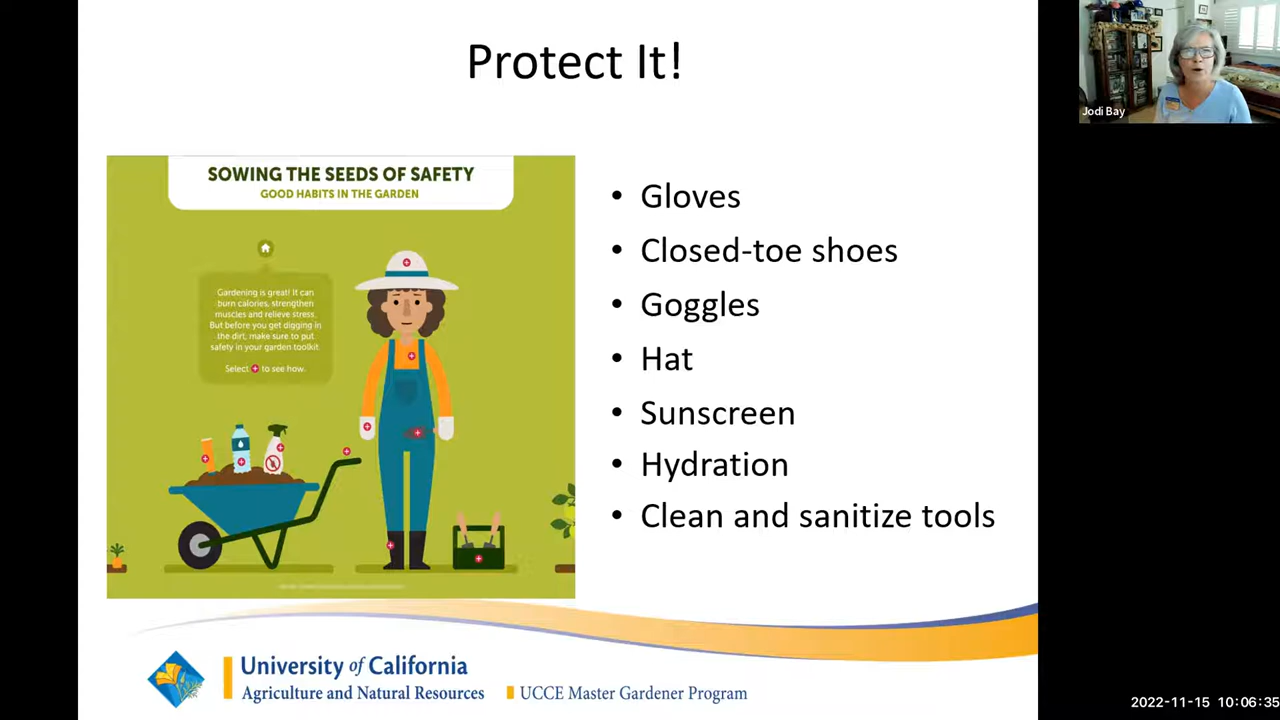 Protect It!
SOWING THE SEEDS OF SAFETY
GOOD HABITS IN THE GARDEN
Gardening is great! It can
burn calories, strengthen
muscles and relieve stress.
But before you get digging in
the dirt, make sure to put
safety in your garden toolkit.
Select + to see how.
• Gloves
• Closed-toe shoes
• Goggles
• Hat
• Sunscreen
• Hydration
• Clean and sanitize tools
University of California
Agriculture and Natural Resources
UCCE Master Gardener Program
Jodi Bay
2022-11-15 10:06:35